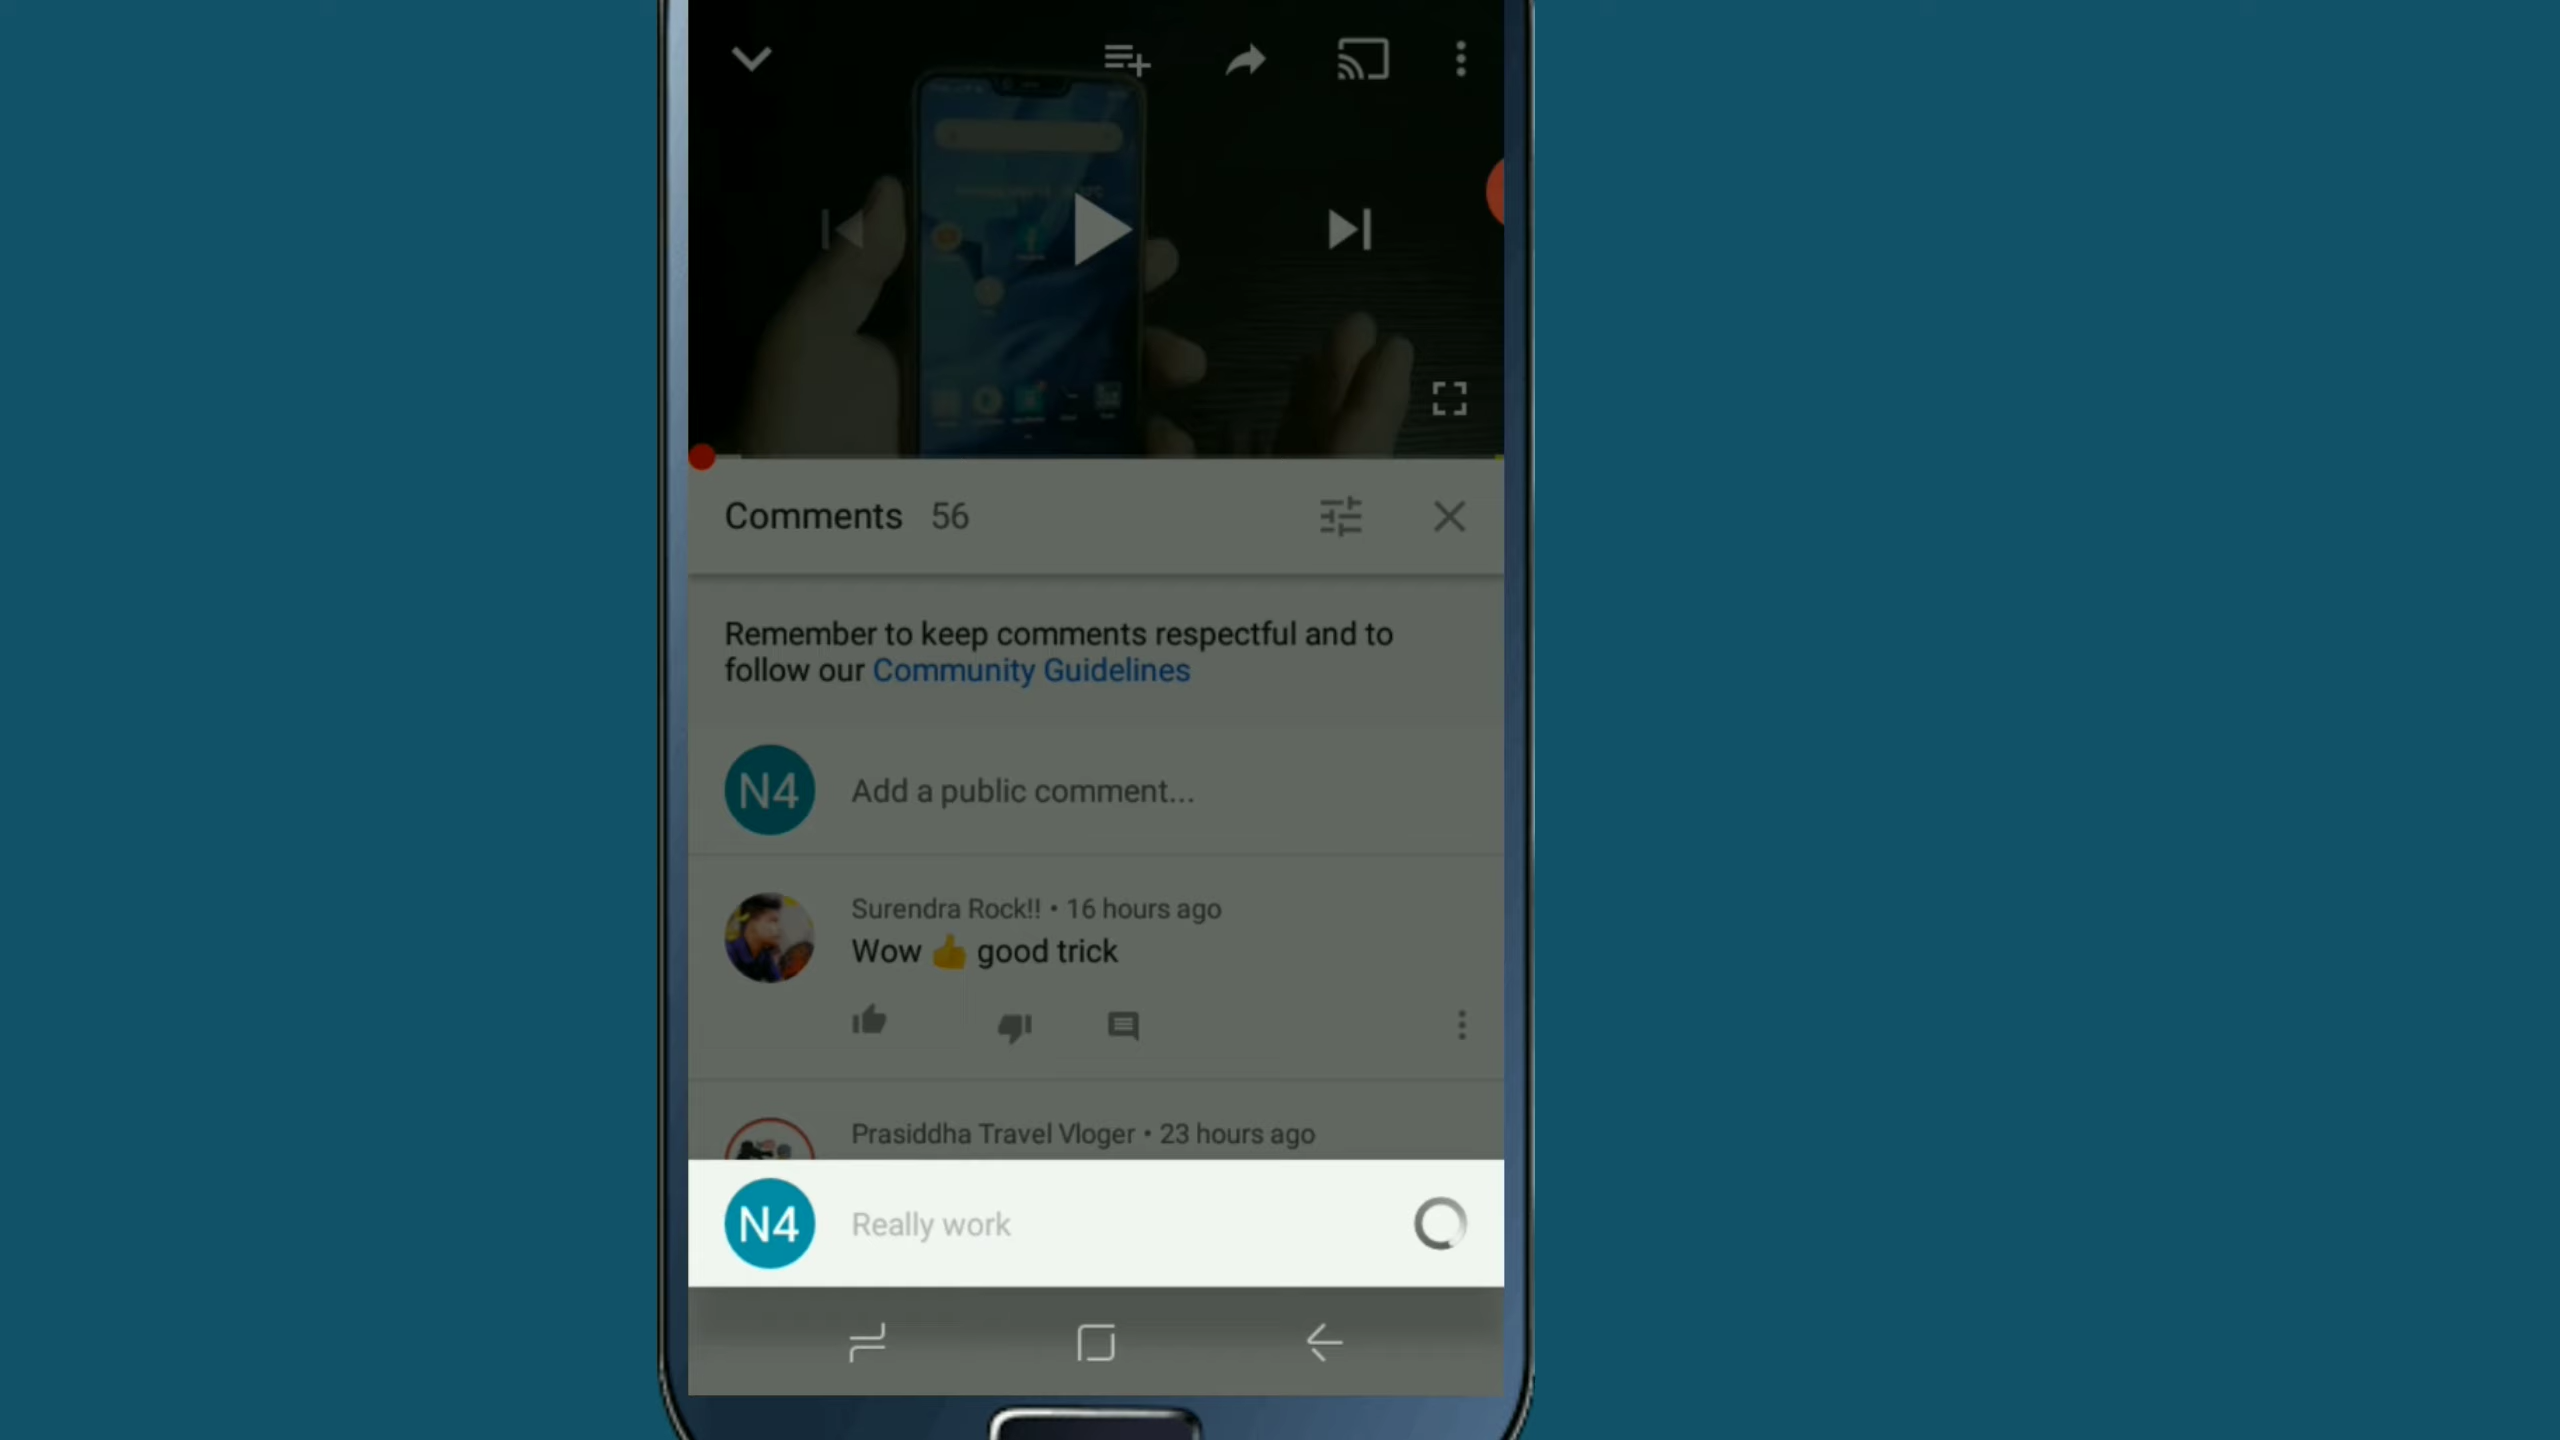 Comments 56
Remember to keep comments respectful and to
follow our Community Guidelines
N4 Add a public comment...
Surendra Rock!! • 16 hours ago
Wow 👍 good trick
Prasiddha Travel Vloger • 23 hours ago
N4 Really work